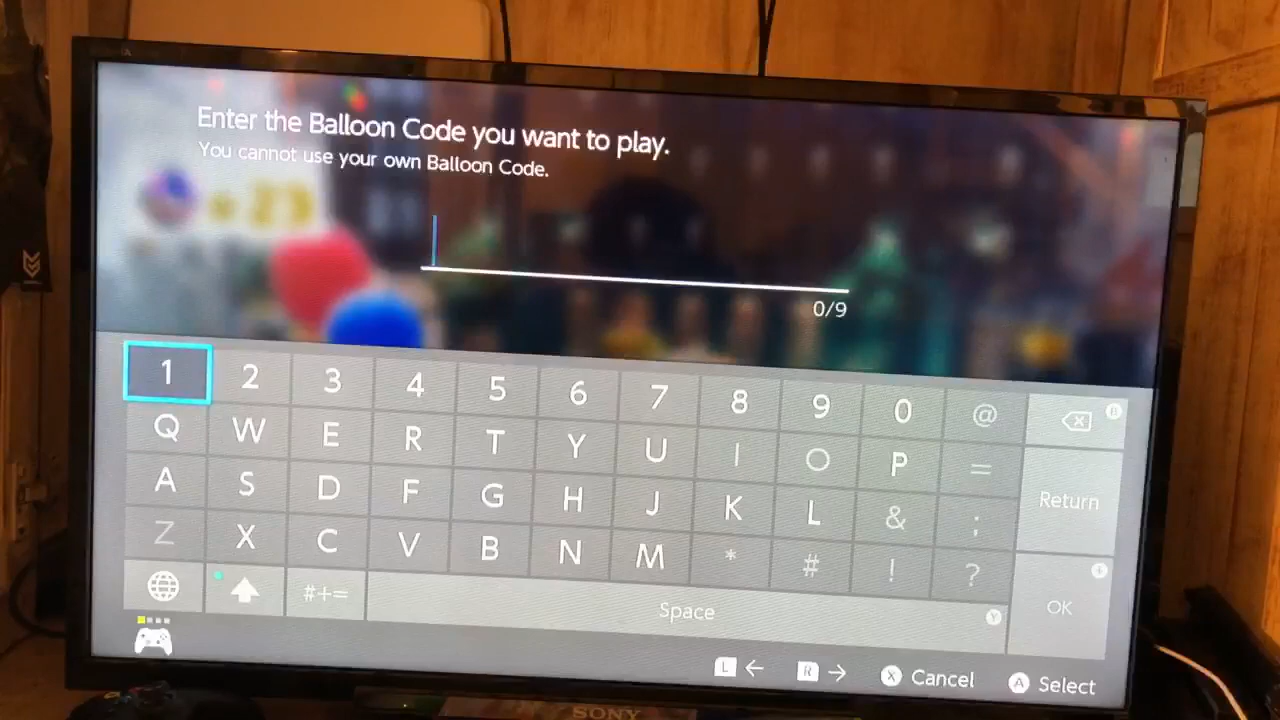 Enter the Balloon Code you want to play.
You cannot use your own Balloon Code.
+23
0/9
1 2 3 4 5 6 7 8 9 0 @
Q W E R T Y U I O P =
A S D F G H J K L & ; Return
Z X C V B N M * # ! ?
#+= Space Y OK
L ← R → X Cancel A Select
SONY